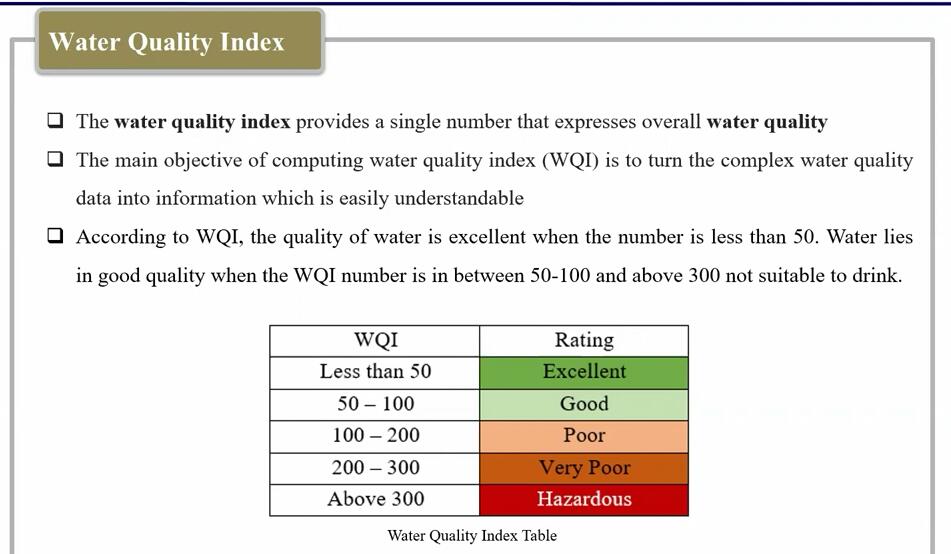 Water Quality Index
❑ The water quality index provides a single number that expresses overall water quality
❑ The main objective of computing water quality index (WQI) is to turn the complex water quality
data into information which is easily understandable
❑ According to WQI, the quality of water is excellent when the number is less than 50. Water lies
in good quality when the WQI number is in between 50-100 and above 300 not suitable to drink.
WQI Rating
Less than 50 Excellent
50 – 100 Good
100 – 200 Poor
200 – 300 Very Poor
Above 300 Hazardous
Water Quality Index Table